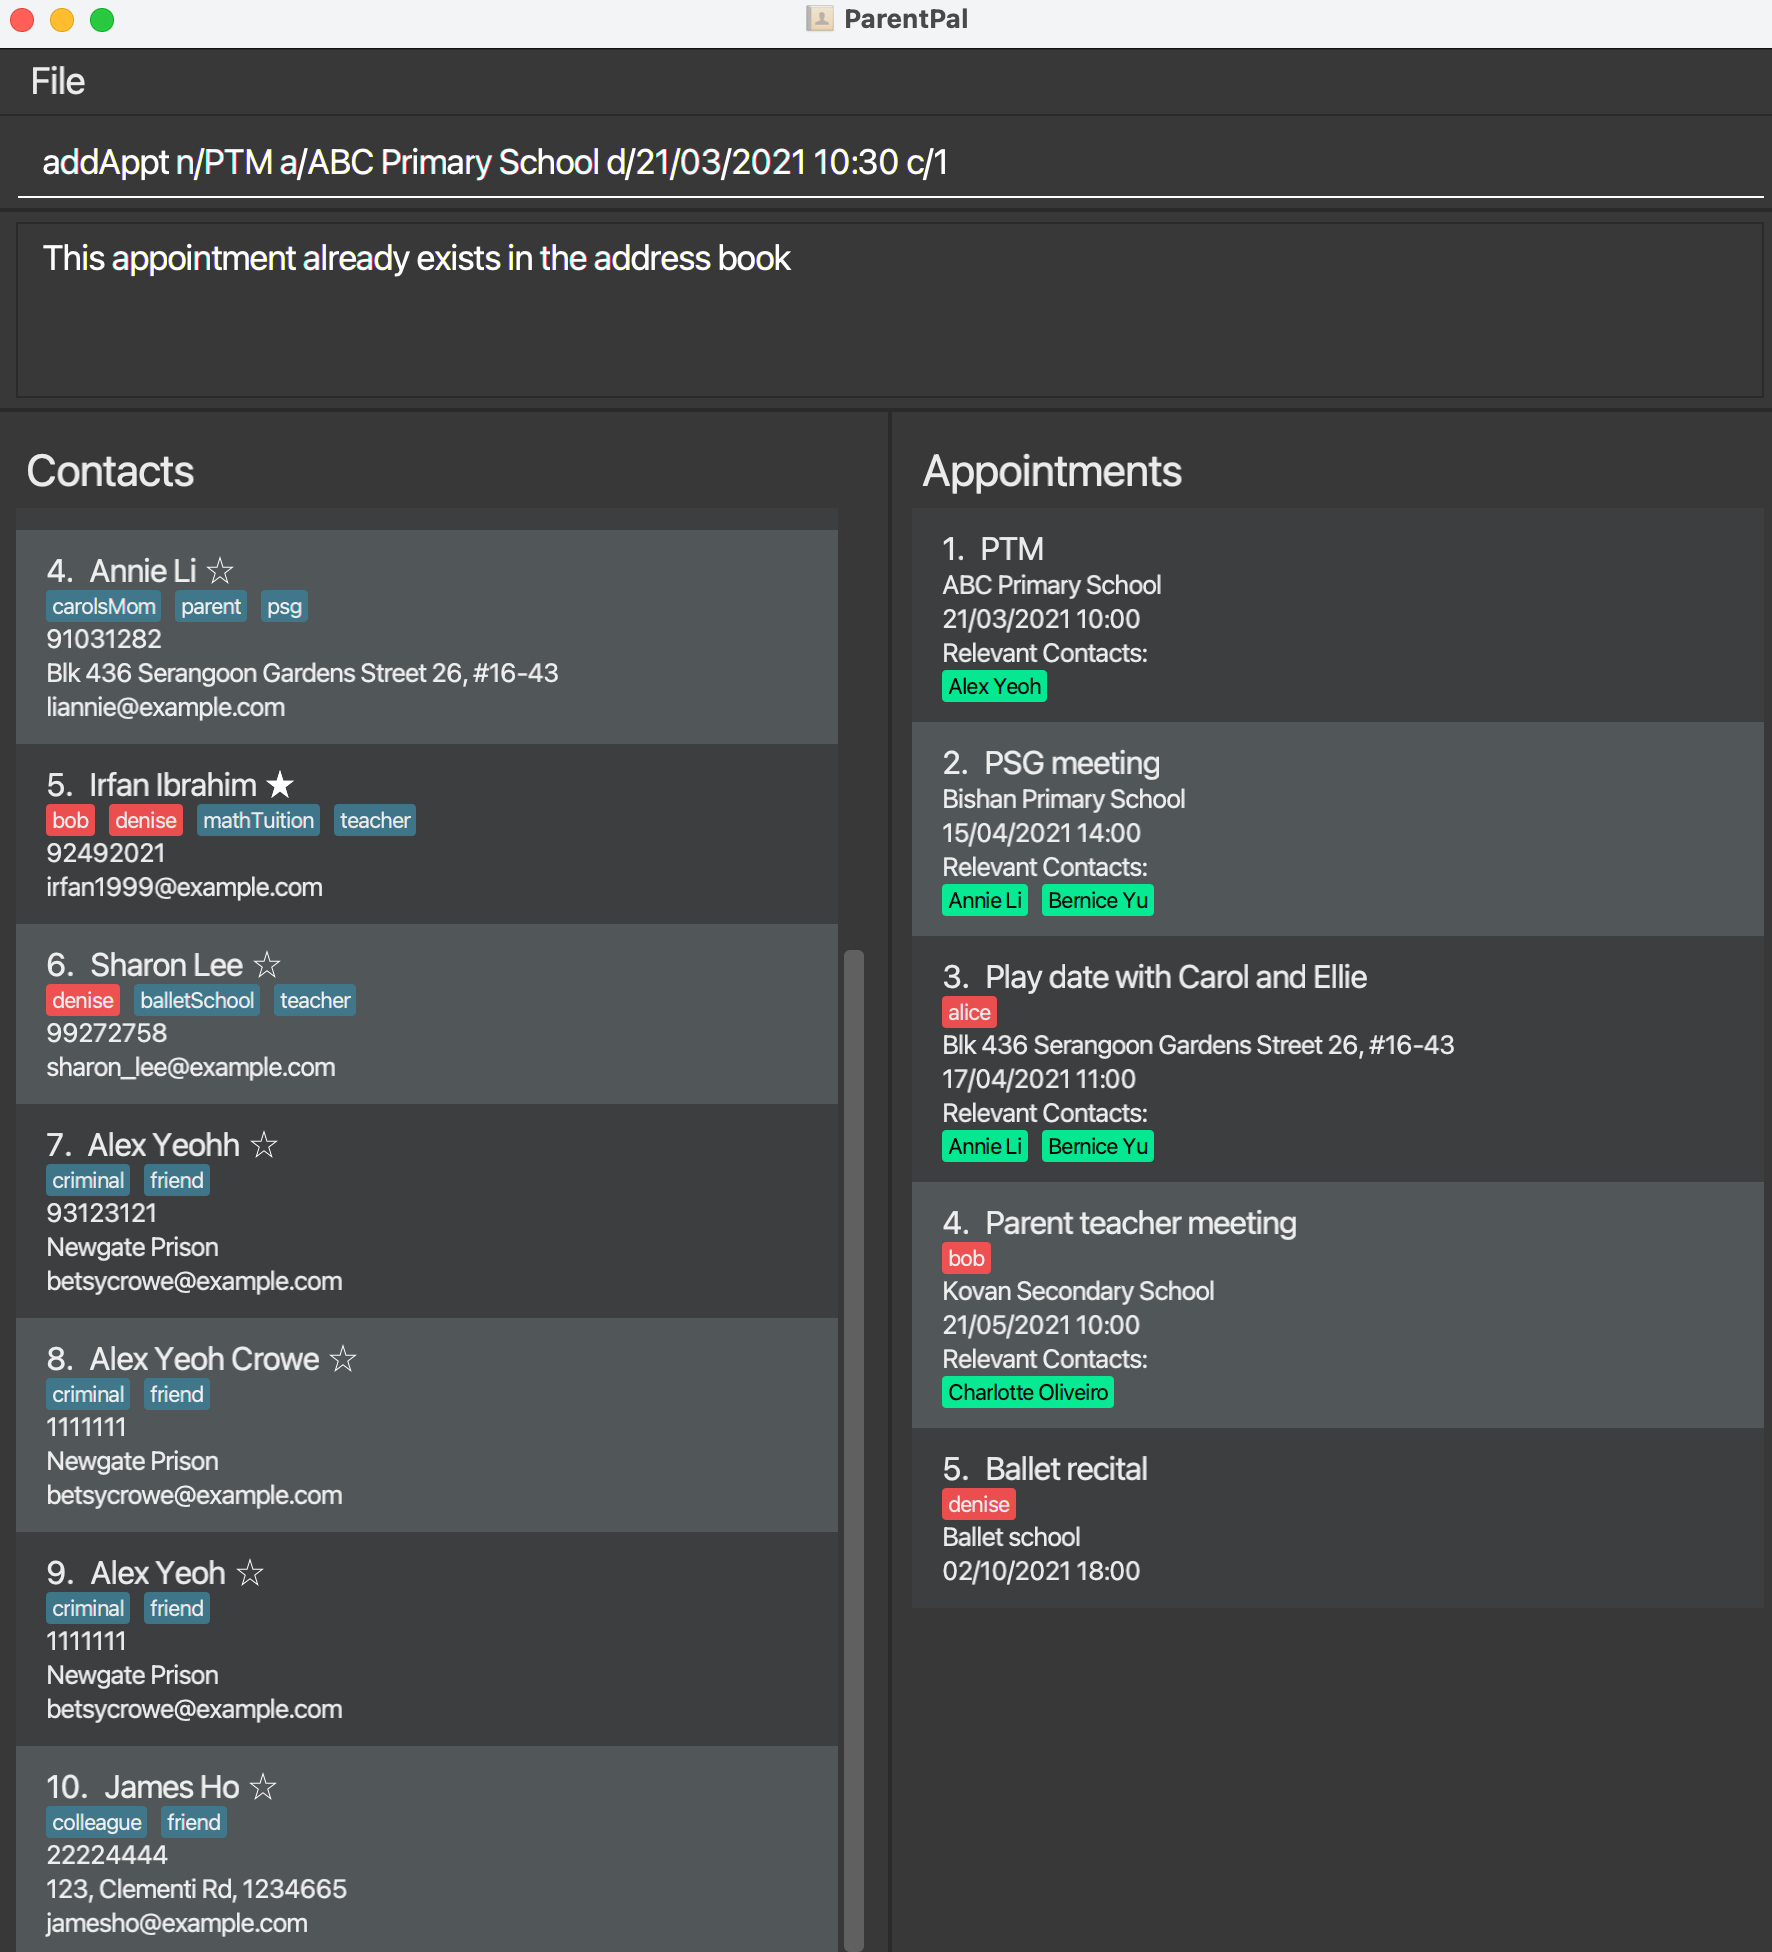 ParentPal
File
addAppt n/PTM a/ABC Primary School d/21/03/2021 10:30 c/1
This appointment already exists in the address book
Contacts
4. Annie Li ☆
carolsMom parent psg
91031282
Blk 436 Serangoon Gardens Street 26, #16-43
liannie@example.com
5. Irfan Ibrahim ★
bob denise mathTuition teacher
92492021
irfan1999@example.com
6. Sharon Lee ☆
denise balletSchool teacher
99272758
sharon_lee@example.com
7. Alex Yeohh ☆
criminal friend
93123121
Newgate Prison
betsycrowe@example.com
8. Alex Yeoh Crowe ☆
criminal friend
1111111
Newgate Prison
betsycrowe@example.com
9. Alex Yeoh ☆
criminal friend
1111111
Newgate Prison
betsycrowe@example.com
10. James Ho ☆
colleague friend
22224444
123, Clementi Rd, 1234665
jamesho@example.com
Appointments
1. PTM
ABC Primary School
21/03/2021 10:00
Relevant Contacts:
Alex Yeoh
2. PSG meeting
Bishan Primary School
15/04/2021 14:00
Relevant Contacts:
Annie Li Bernice Yu
3. Play date with Carol and Ellie
alice
Blk 436 Serangoon Gardens Street 26, #16-43
17/04/2021 11:00
Relevant Contacts:
Annie Li Bernice Yu
4. Parent teacher meeting
bob
Kovan Secondary School
21/05/2021 10:00
Relevant Contacts:
Charlotte Oliveiro
5. Ballet recital
denise
Ballet school
02/10/2021 18:00